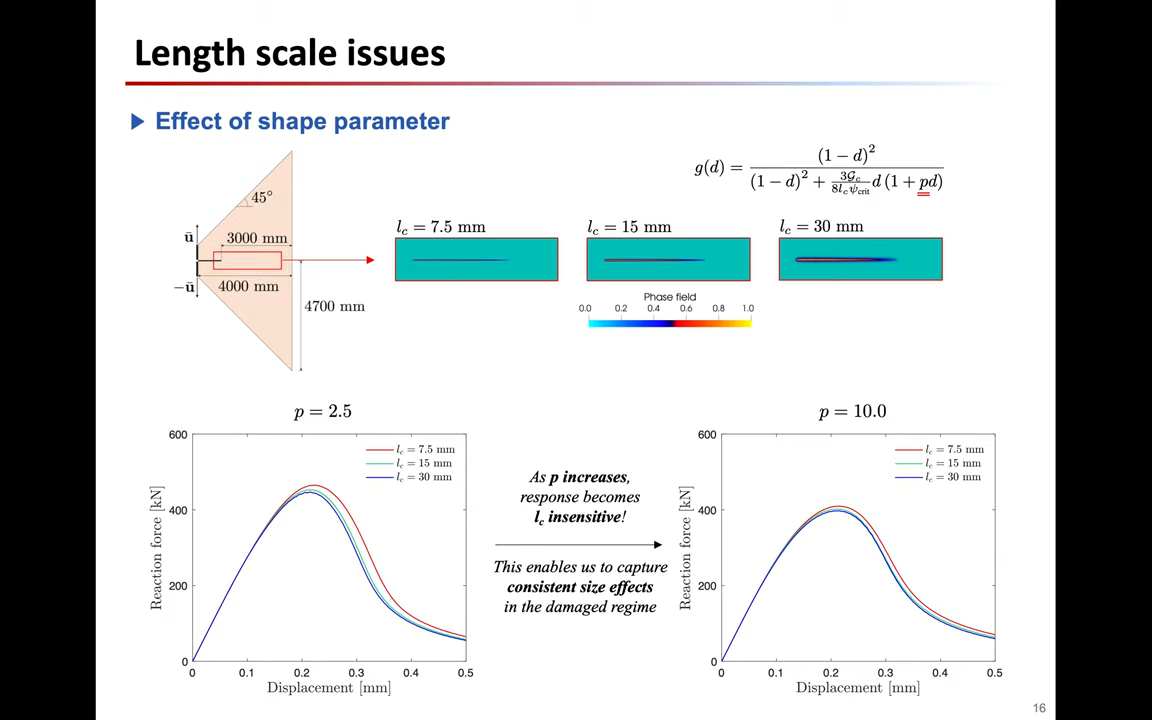 Length scale issues
Effect of shape parameter
g(d) = (1 − d)² / ((1 − d)² + (3𝒢c / 8lcψcrit) d (1 + pd))
45°
ū
3000 mm
−ū
4000 mm
4700 mm
lc = 7.5 mm
lc = 15 mm
lc = 30 mm
Phase field
0.0 0.2 0.4 0.6 0.8 1.0
p = 2.5
600
400
200
0
0 0.1 0.2 0.3 0.4 0.5
Reaction force [kN]
Displacement [mm]
lc = 7.5 mm
lc = 15 mm
lc = 30 mm
As p increases,
response becomes
lc insensitive!
This enables us to capture
consistent size effects
in the damaged regime
p = 10.0
600
400
200
0
0 0.1 0.2 0.3 0.4 0.5
Reaction force [kN]
Displacement [mm]
lc = 7.5 mm
lc = 15 mm
lc = 30 mm
16